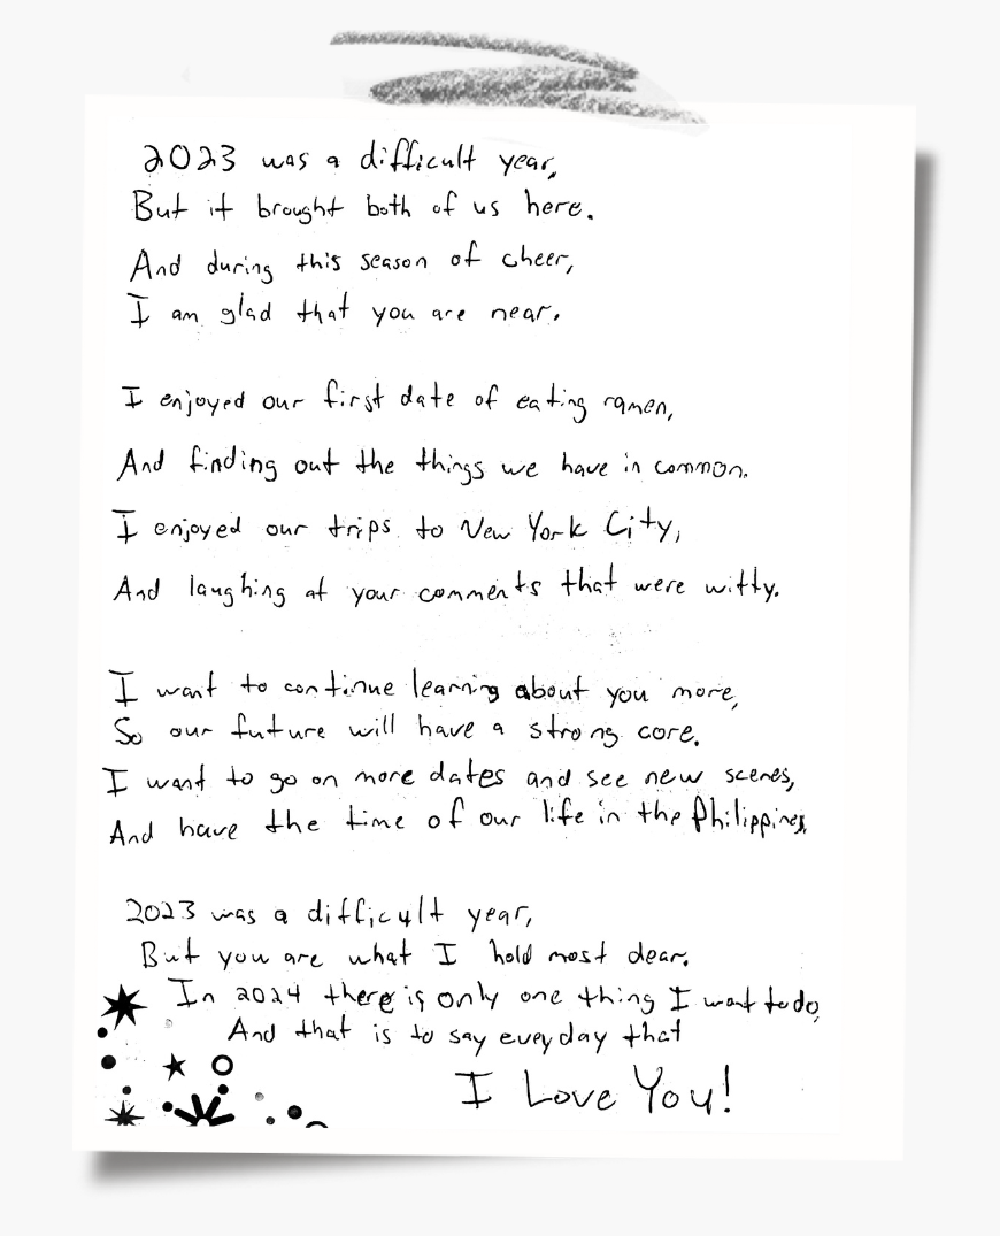 2023 was a difficult year,
But it brought both of us here.
And during this season of cheer,
I am glad that you are near.
I enjoyed our first date of eating ramen,
And finding out the things we have in common.
I enjoyed our trips to New York City,
And laughing at your comments that were witty.
I want to continue learning about you more,
So our future will have a strong core.
I want to go on more dates and see new scenes,
And have the time of our life in the Philippines.
2023 was a difficult year,
But you are what I hold most dear.
In 2024 there is only one thing I want to do,
And that is to say everyday that
I Love You!